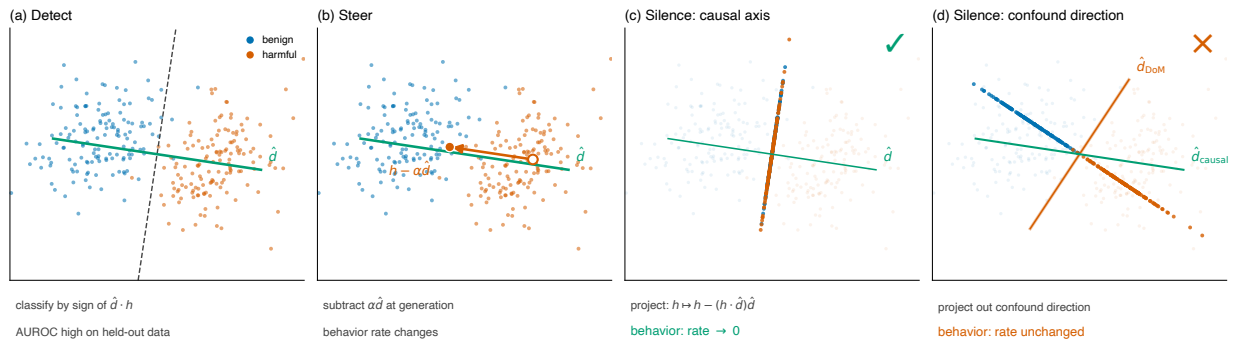 (a) Detect
benign
harmful
d̂
classify by sign of d̂ · h
AUROC high on held-out data
(b) Steer
d̂
h − αd̂
subtract αd̂ at generation
behavior rate changes
(c) Silence: causal axis
✓
d̂
project: h ↦ h − (h · d̂)d̂
behavior: rate → 0
(d) Silence: confound direction
✕
d̂DoM
d̂causal
project out confound direction
behavior: rate unchanged